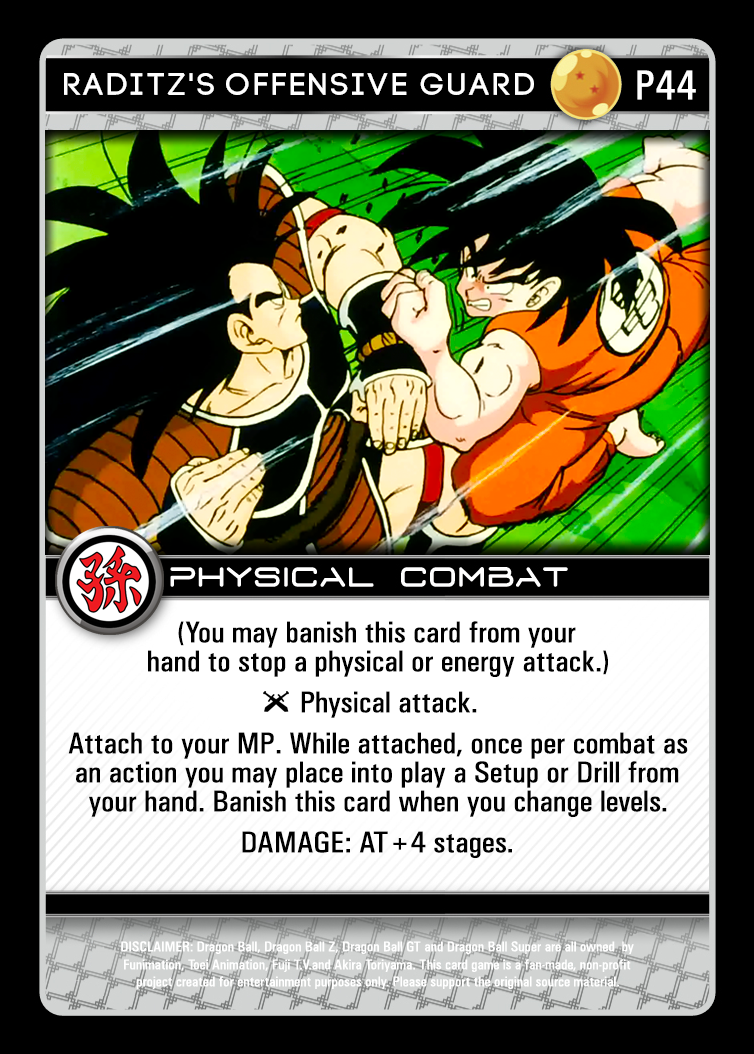 RADITZ'S OFFENSIVE GUARD P44
孫
PHYSICAL COMBAT
(You may banish this card from your
hand to stop a physical or energy attack.)
Physical attack.
Attach to your MP. While attached, once per combat as
an action you may place into play a Setup or Drill from
your hand. Banish this card when you change levels.
DAMAGE: AT + 4 stages.
DISCLAIMER: Dragon Ball, Dragon Ball Z, Dragon Ball GT and Dragon Ball Super are all owned by
Funimation, Toei Animation, Fuji T.V.and Akira Toriyama. This card game is a fan-made, non-profit
project created for entertainment purposes only. Please support the original source material.